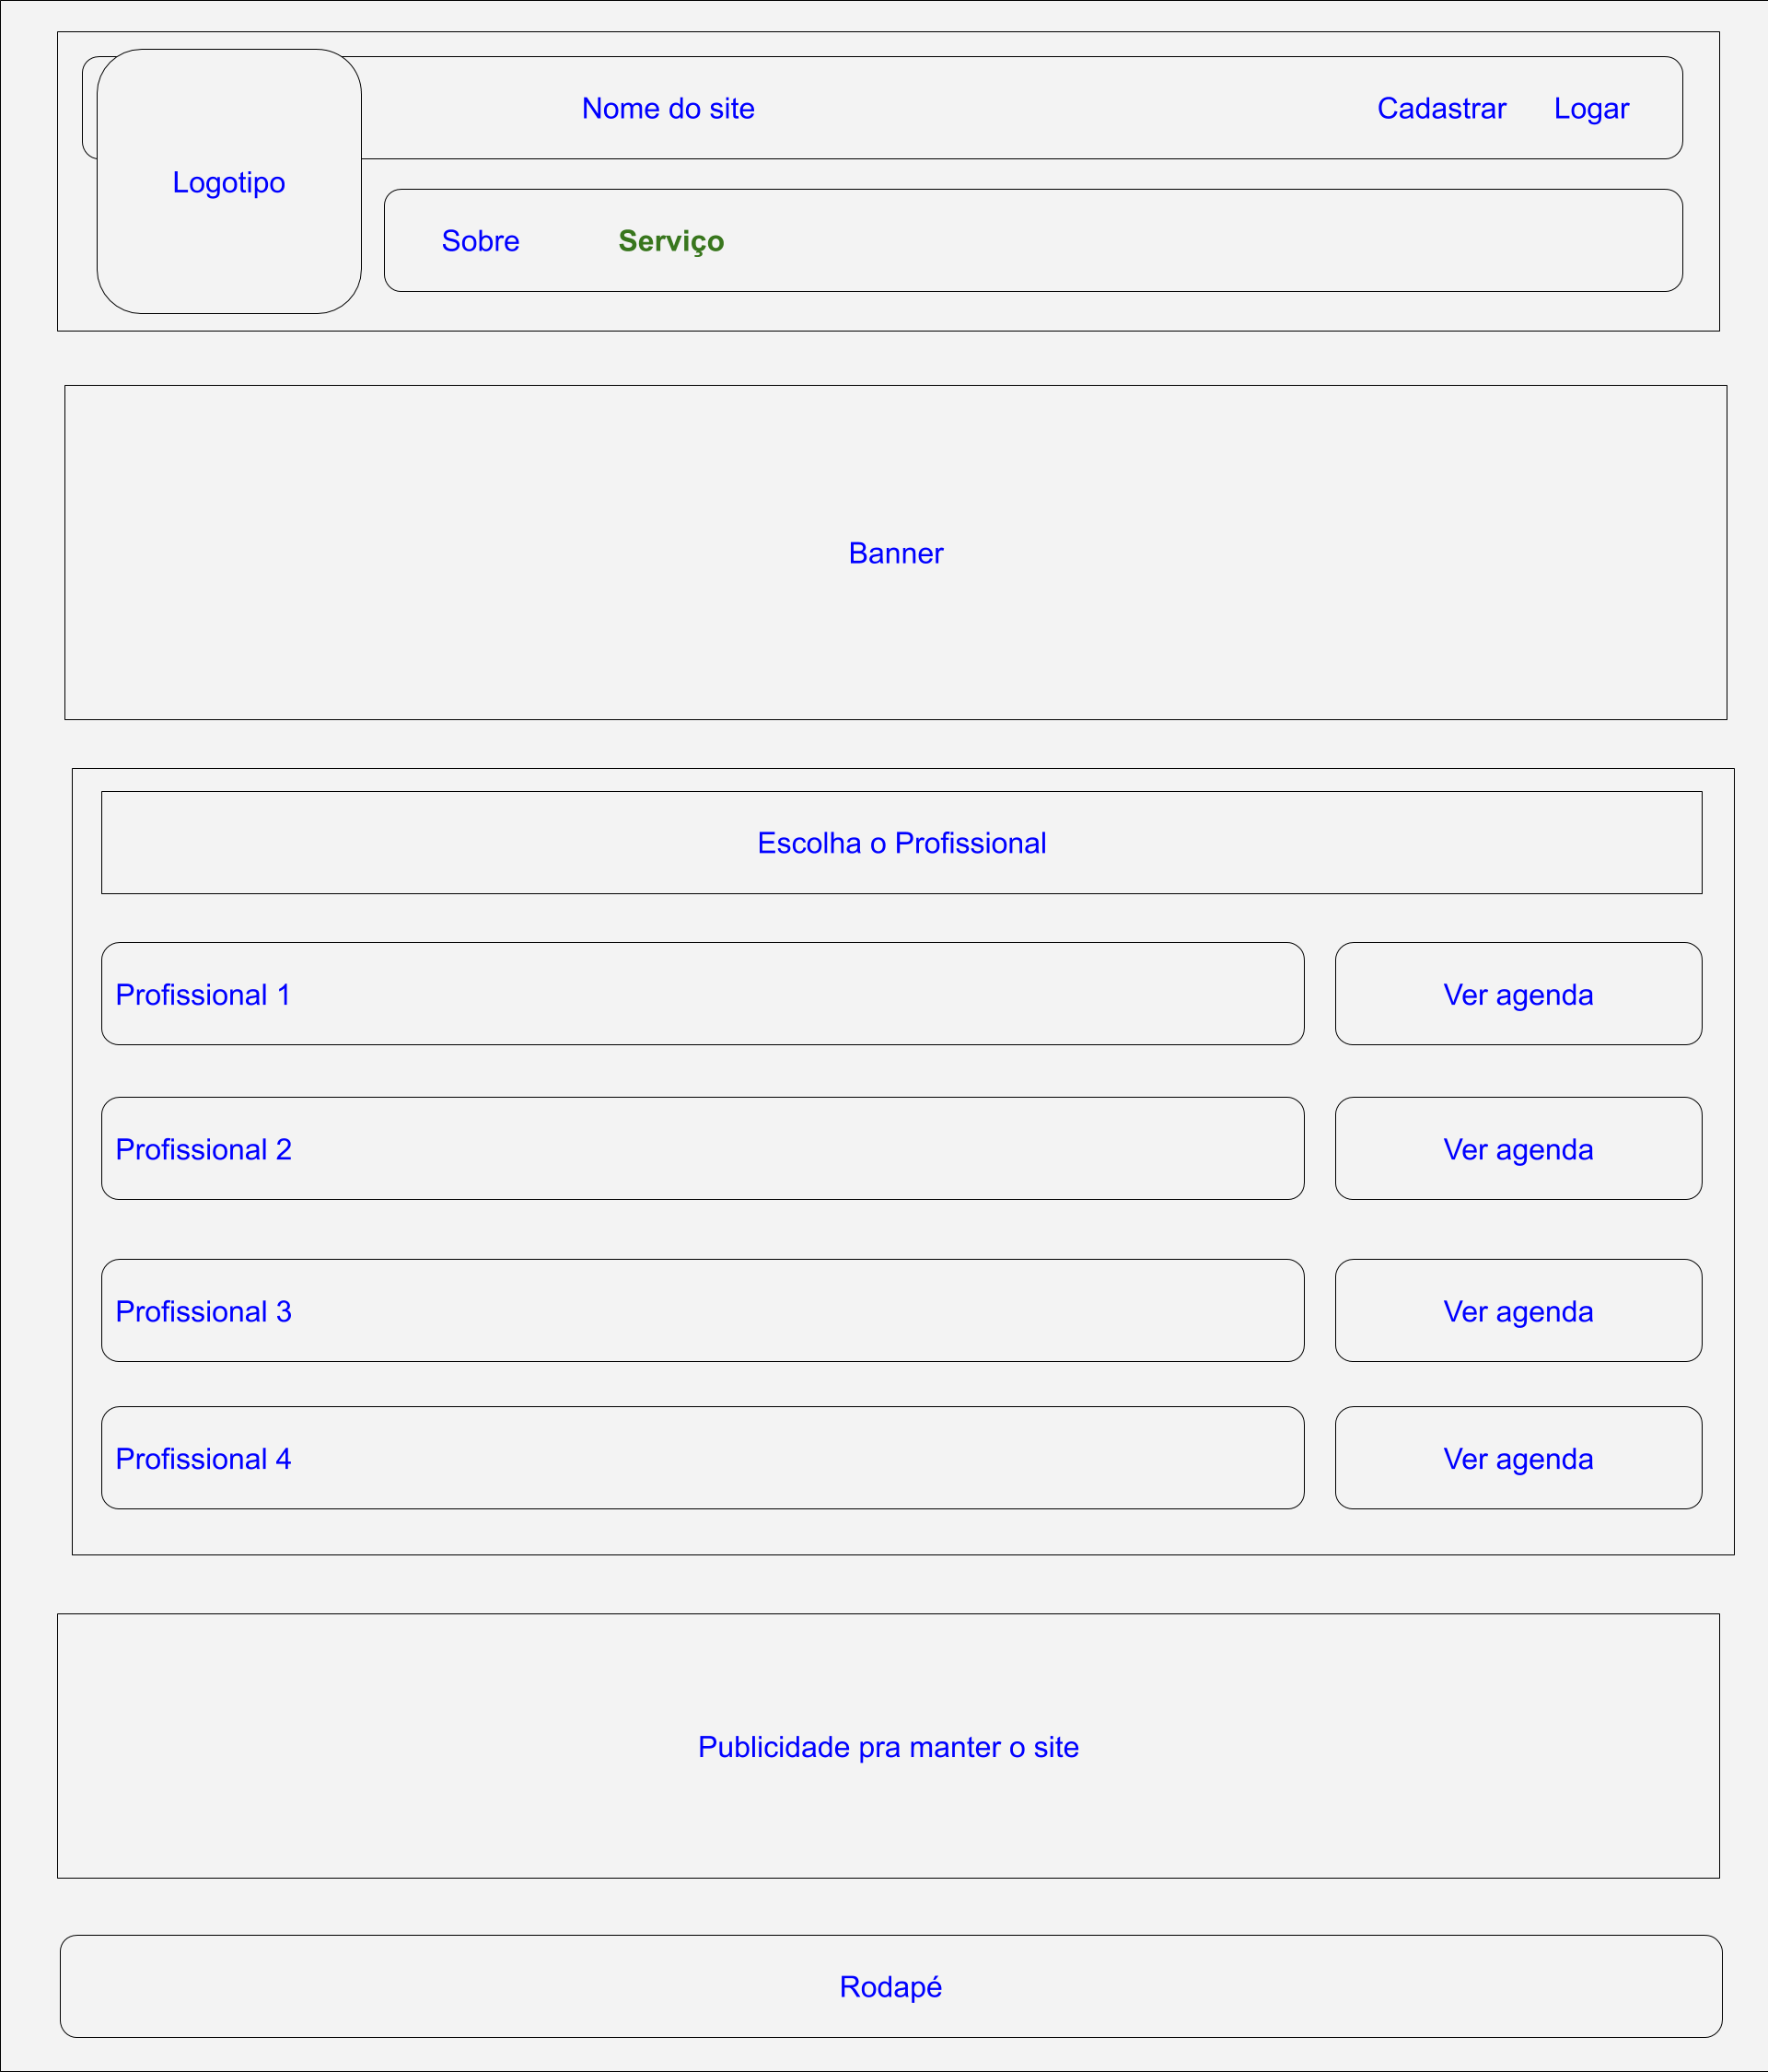 Nome do site
Cadastrar
Logar
Logotipo
Sobre
Serviço
Banner
Escolha o Profissional
Profissional 1
Ver agenda
Profissional 2
Ver agenda
Profissional 3
Ver agenda
Profissional 4
Ver agenda
Publicidade pra manter o site
Rodapé